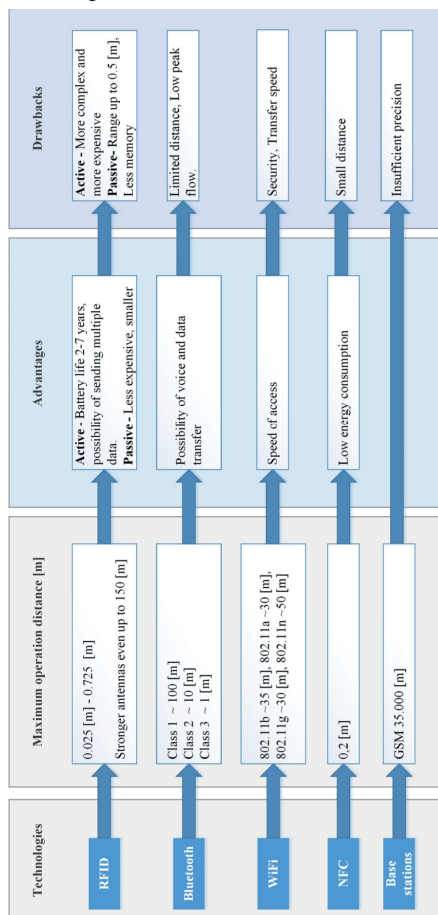 Technologies
Maximum operation distance [m]
Advantages
Drawbacks
RFID
0.025 [m] - 0.725 [m]
Stronger antennas even up to 150 [m]
Active - Battery life 2-7 years,
possibility of sending multiple
data.
Passive - Less expensive, smaller
Active - More complex and
more expensive
Passive- Range up to 0.5 [m],
Less memory
Bluetooth
Class 1 ~ 100 [m]
Class 2 ~ 10 [m]
Class 3 ~ 1 [m]
Possibility of voice and data
transfer
Limited distance, Low peak
flow.
WiFi
802.11b ~35 [m], 802.11a ~30 [m],
802.11g ~30 [m], 802.11n ~50 [m]
Speed of access
Security, Transfer speed
NFC
0,2 [m]
Low energy consumption
Small distance
Base
stations
GSM 35.000 [m]
Insufficient precision